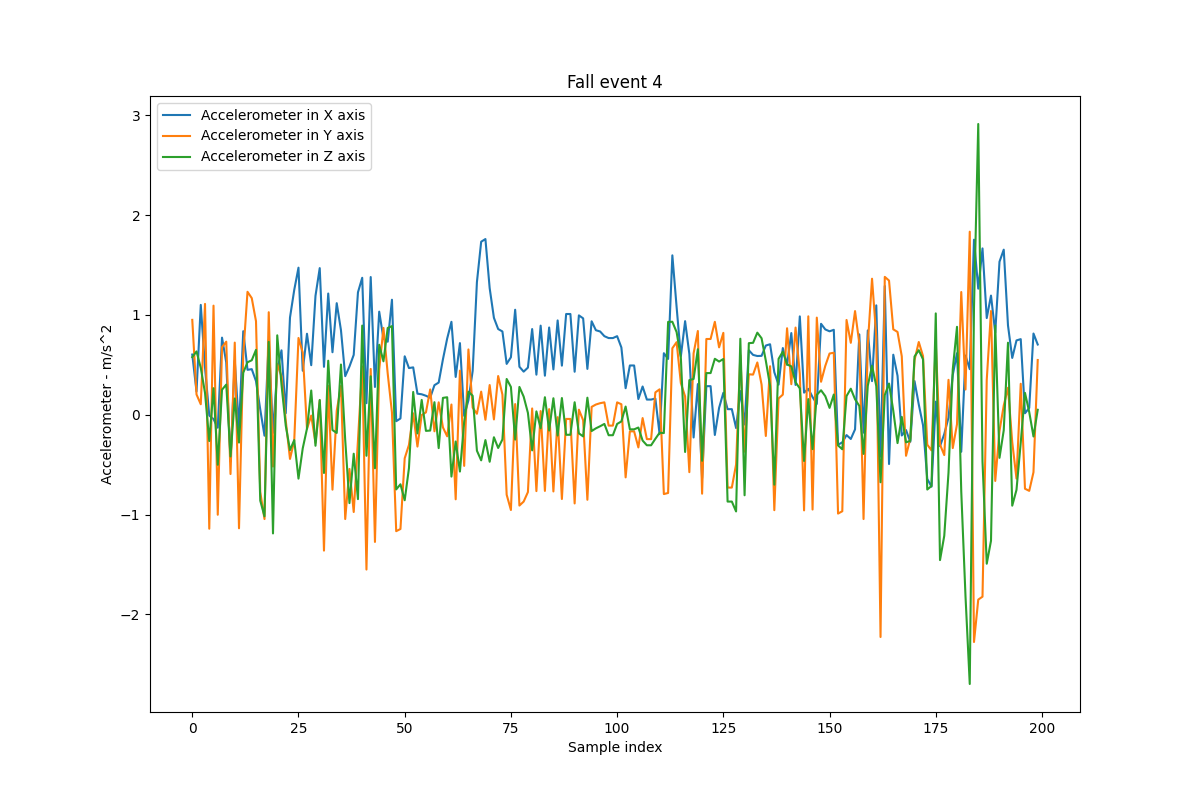 Fall event 4
Accelerometer in X axis
Accelerometer in Y axis
Accelerometer in Z axis
Accelerometer - m/s^2
3
2
1
0
−1
−2
0 25 50 75 100 125 150 175 200
Sample index